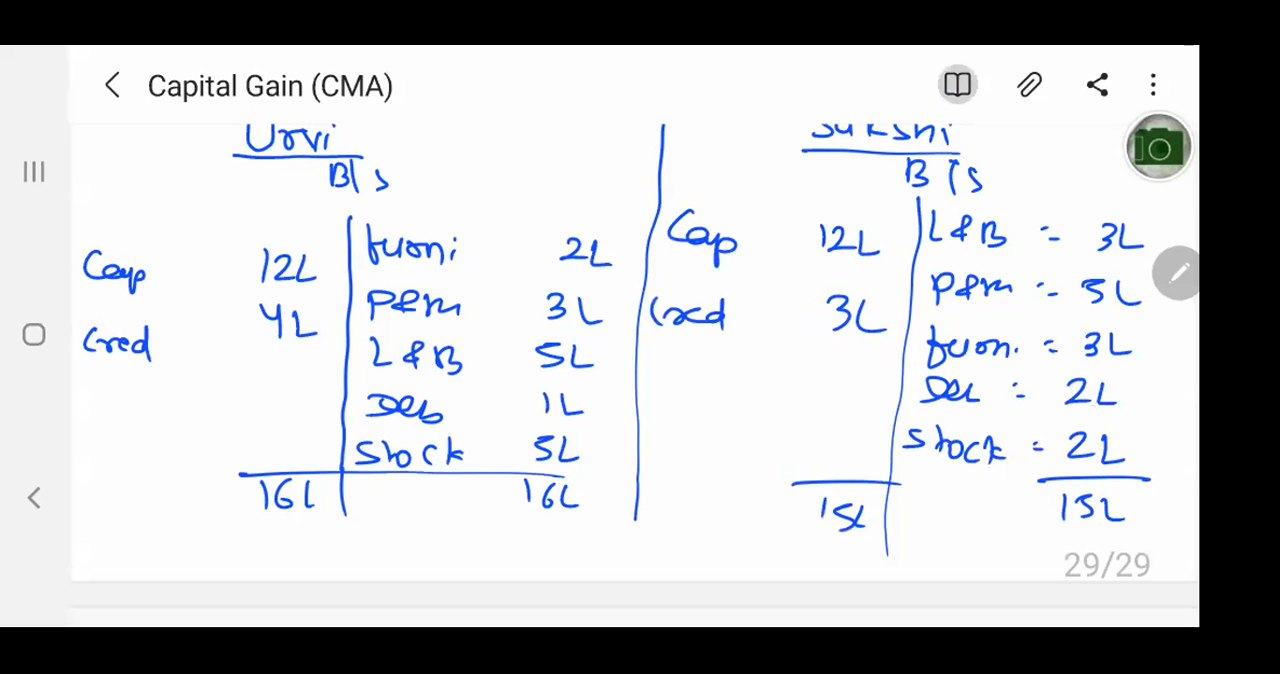 Capital Gain (CMA)
Urvi
B/s
Cap 12L furni 2L
Cred 4L P&M 3L
L&B 5L
Deb 1L
Stock 5L
16L 16L
Sukshi
B/s
Cap 12L L&B :- 3L
Cred 3L P&M :- 5L
furn. = 3L
Deb : 2L
Stock = 2L
15L 15L
29/29